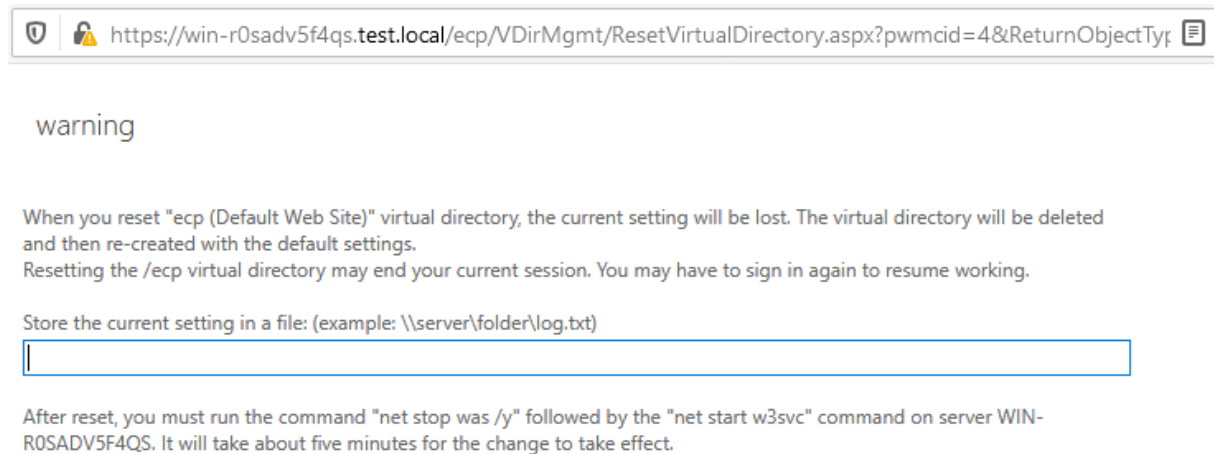 https://win-r0sadv5f4qs.test.local/ecp/VDirMgmt/ResetVirtualDirectory.aspx?pwmcid=4&ReturnObjectTyp
warning
When you reset "ecp (Default Web Site)" virtual directory, the current setting will be lost. The virtual directory will be deleted
and then re-created with the default settings.
Resetting the /ecp virtual directory may end your current session. You may have to sign in again to resume working.
Store the current setting in a file: (example: \\server\folder\log.txt)
After reset, you must run the command "net stop was /y" followed by the "net start w3svc" command on server WIN-
R0SADV5F4QS. It will take about five minutes for the change to take effect.